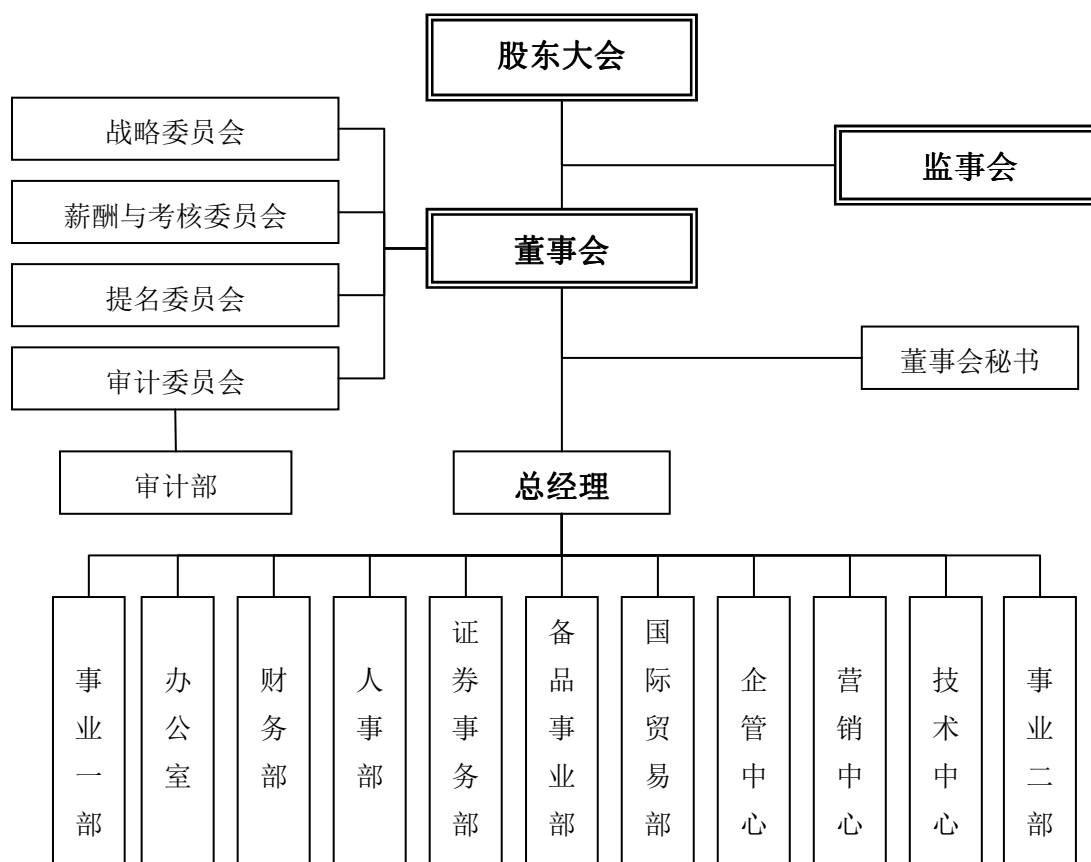 股东大会
战略委员会
监事会
薪酬与考核委员会
董事会
提名委员会
董事会秘书
审计委员会
审计部
总经理
事业一部
办公室
财务部
人事部
证券事务部
备品事业部
国际贸易部
企管中心
营销中心
技术中心
事业二部